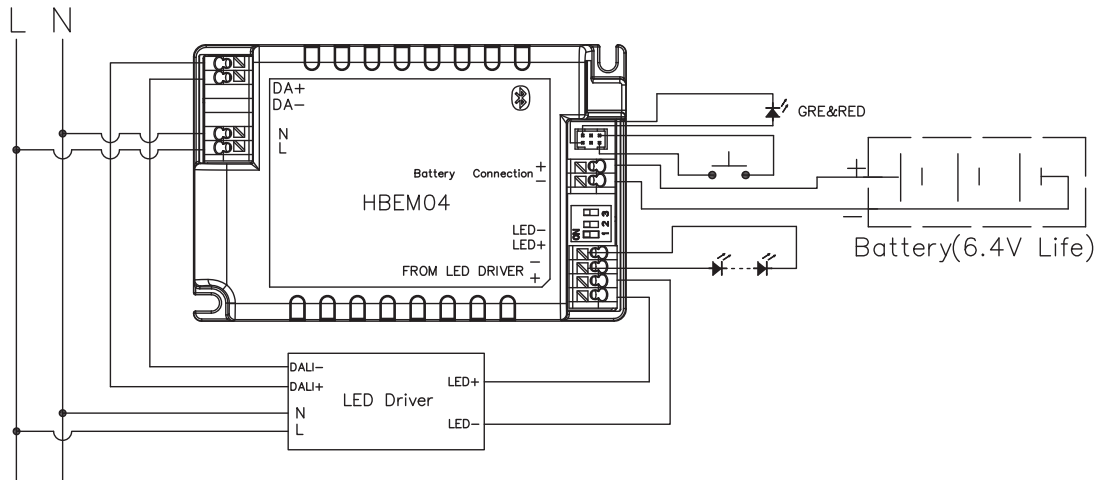 L N
DA+
DA-
N
L
GRE&RED
Battery Connection +
-
HBEM04
+
-
ON
1 2 3
LED-
LED+
-
FROM LED DRIVER +
Battery(6.4V Life)
DALI-
DALI+
N
L
LED Driver
LED+
LED-